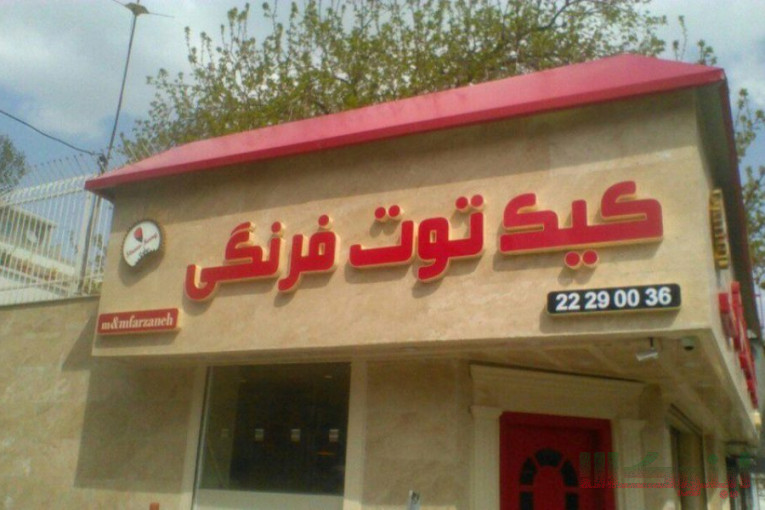 کیک توت فرنگی
22 29 00 36
m&mfarzaneh